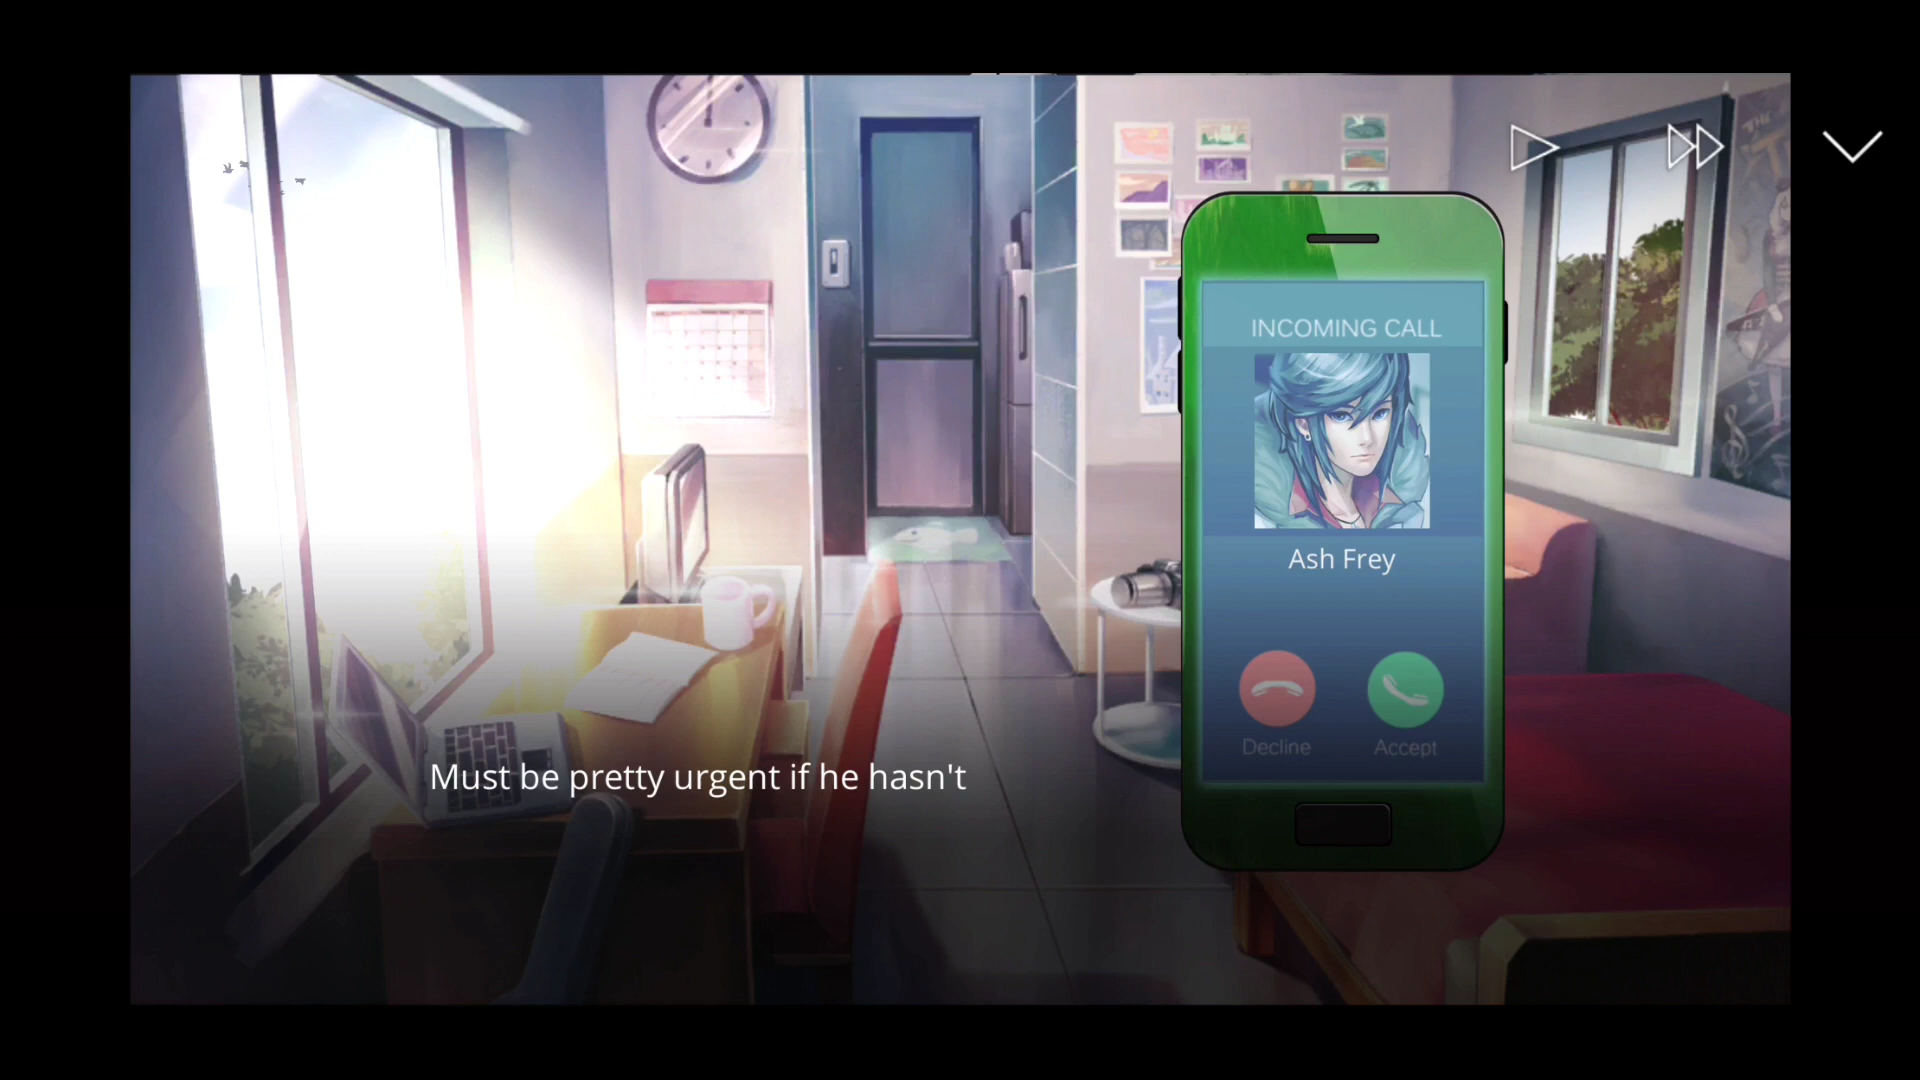 INCOMING CALL
Ash Frey
Decline
Accept
Must be pretty urgent if he hasn't